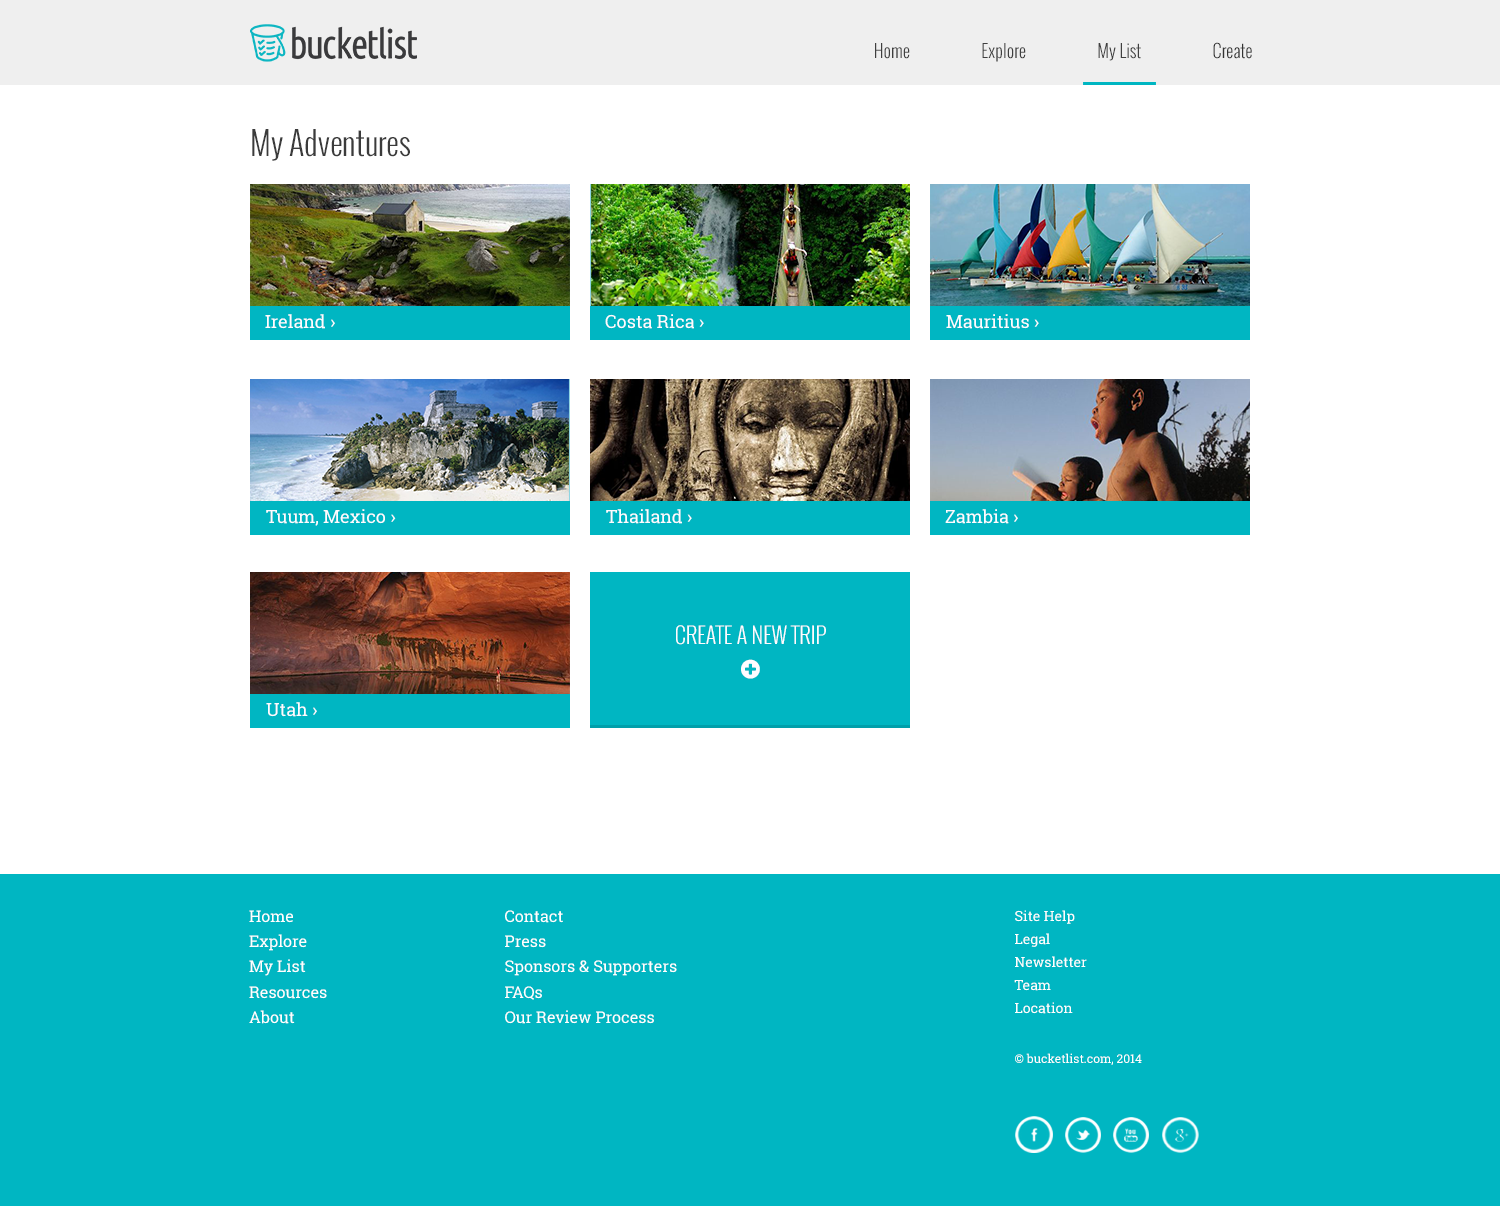 bucketlist
Home
Explore
My List
Create
My Adventures
Ireland ›
Costa Rica ›
Mauritius ›
Tuum, Mexico ›
Thailand ›
Zambia ›
Utah ›
CREATE A NEW TRIP
Home
Explore
My List
Resources
About
Contact
Press
Sponsors & Supporters
FAQs
Our Review Process
Site Help
Legal
Newsletter
Team
Location
© bucketlist.com, 2014
f
You
g+